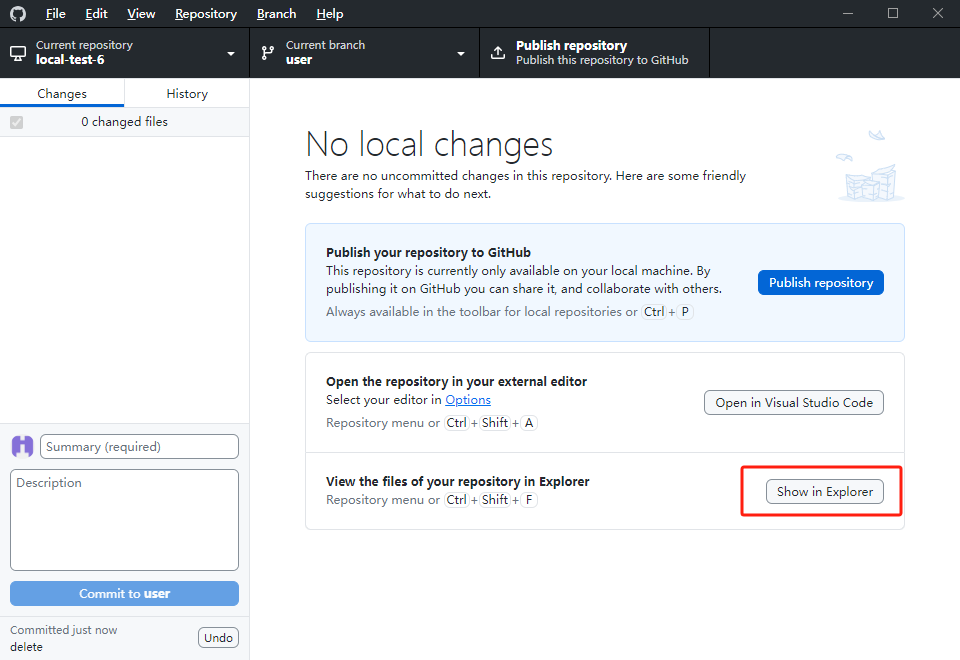 File Edit View Repository Branch Help
Current repository
local-test-6
Current branch
user
Publish repository
Publish this repository to GitHub
Changes History
0 changed files
No local changes
There are no uncommitted changes in this repository. Here are some friendly
suggestions for what to do next.
Publish your repository to GitHub
This repository is currently only available on your local machine. By
publishing it on GitHub you can share it, and collaborate with others.
Always available in the toolbar for local repositories or Ctrl + P
Publish repository
Open the repository in your external editor
Select your editor in Options
Repository menu or Ctrl + Shift + A
Open in Visual Studio Code
View the files of your repository in Explorer
Repository menu or Ctrl + Shift + F
Show in Explorer
Summary (required)
Description
Commit to user
Committed just now
delete
Undo